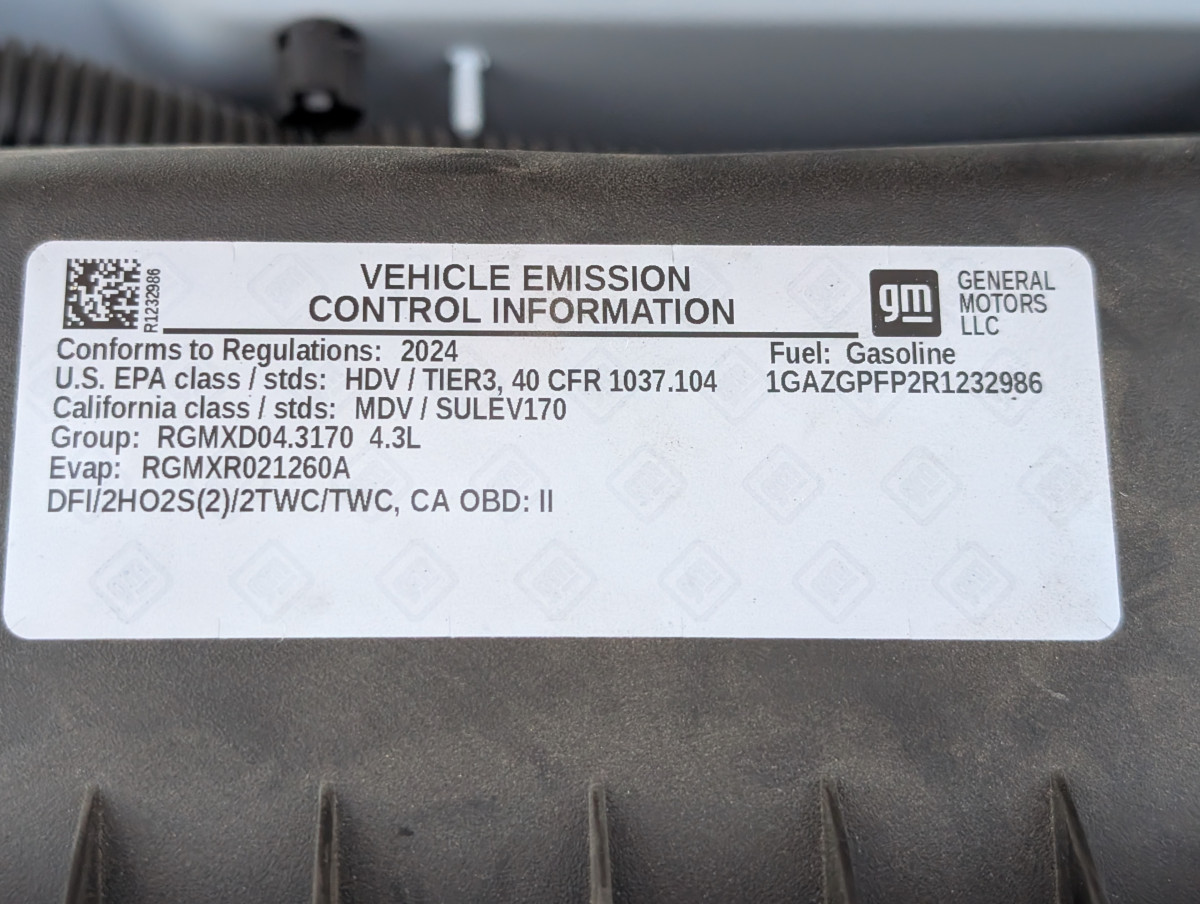 R1232986
VEHICLE EMISSION
CONTROL INFORMATION
gm
GENERAL
MOTORS
LLC
Conforms to Regulations: 2024
Fuel: Gasoline
U.S. EPA class / stds: HDV / TIER3, 40 CFR 1037.104
1GAZGPFP2R1232986
California class / stds: MDV / SULEV170
Group: RGMXD04.3170 4.3L
Evap: RGMXR021260A
DFI/2HO2S(2)/2TWC/TWC, CA OBD: II